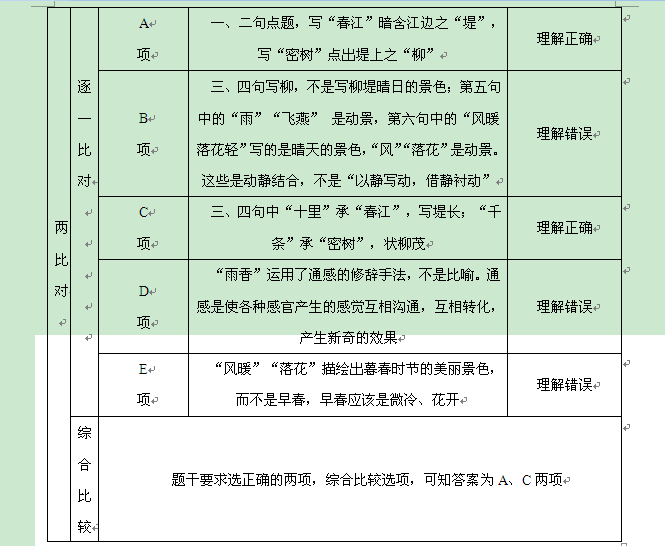 两比对
逐一比对
A
项
一、二句点题，写“春江”暗含江边之“堤”，
写“密树”点出堤上之“柳”
理解正确
B
项
三、四句写柳，不是写柳堤晴日的景色；第五句
中的“雨”“飞燕” 是动景，第六句中的“风暖
落花轻”写的是晴天的景色，“风”“落花”是动景。
这些是动静结合，不是“以静写动，借静衬动”
理解错误
C
项
三、四句中“十里”承“春江”，写堤长；“千
条”承“密树”，状柳茂
理解正确
D
项
“雨香”运用了通感的修辞手法，不是比喻。通
感是使各种感官产生的感觉互相沟通，互相转化，
产生新奇的效果
理解错误
E
项
“风暖”“落花”描绘出暮春时节的美丽景色，
而不是早春，早春应该是微冷、花开
理解错误
综合比较
题干要求选正确的两项，综合比较选项，可知答案为 A、C 两项